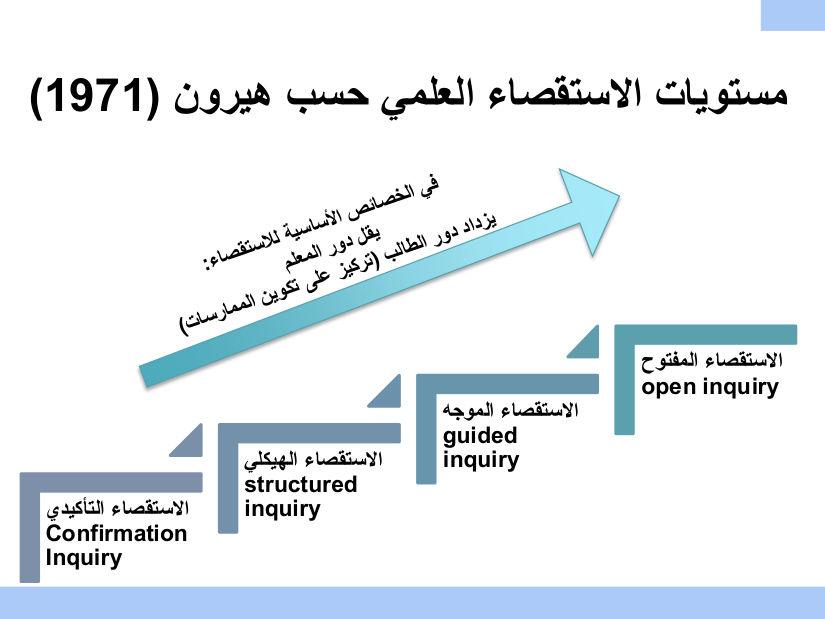 مستويات الاستقصاء العلمي حسب هيرون (1971)
في الخصائص الأساسية للاستقصاء:
يقل دور المعلم
يزداد دور الطالب (تركيز على تكوين الممارسات)
الاستقصاء المفتوح
open inquiry
الاستقصاء الموجه
guided
inquiry
الاستقصاء الهيكلي
structured
inquiry
الاستقصاء التأكيدي
Confirmation
Inquiry